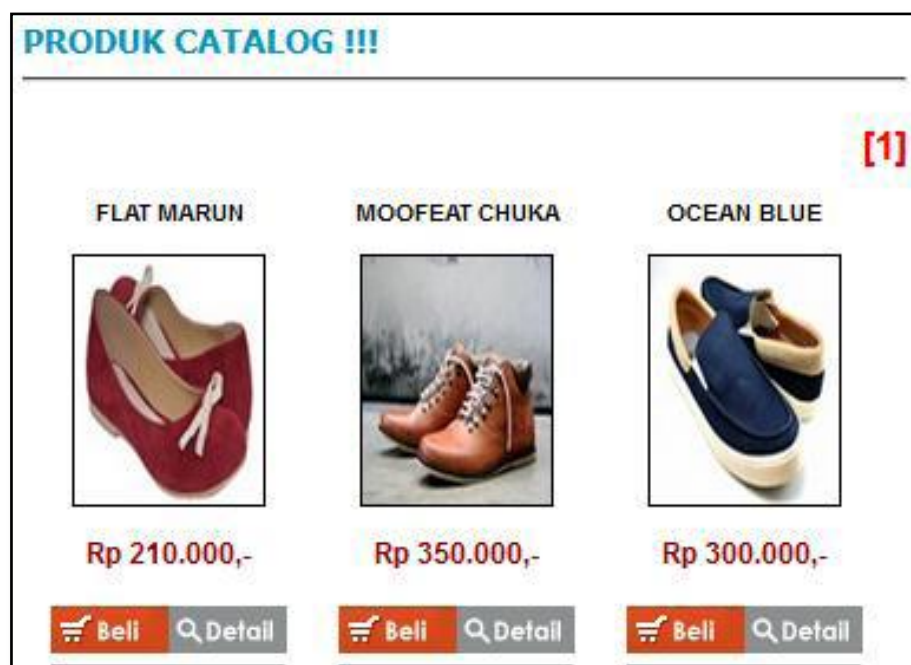 PRODUK CATALOG !!!
[1]
FLAT MARUN MOOFEAT CHUKA OCEAN BLUE
Rp 210.000,- Rp 350.000,- Rp 300.000,-
Beli Detail Beli Detail Beli Detail